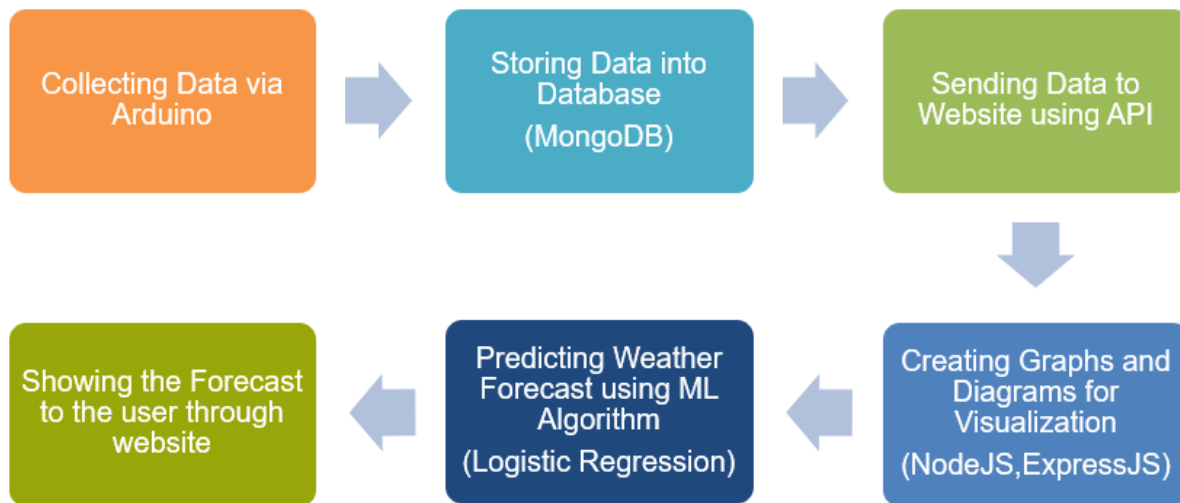 Collecting Data via
Arduino
Storing Data into
Database
(MongoDB)
Sending Data to
Website using API
Creating Graphs and
Diagrams for
Visualization
(NodeJS,ExpressJS)
Predicting Weather
Forecast using ML
Algorithm
(Logistic Regression)
Showing the Forecast
to the user through
website